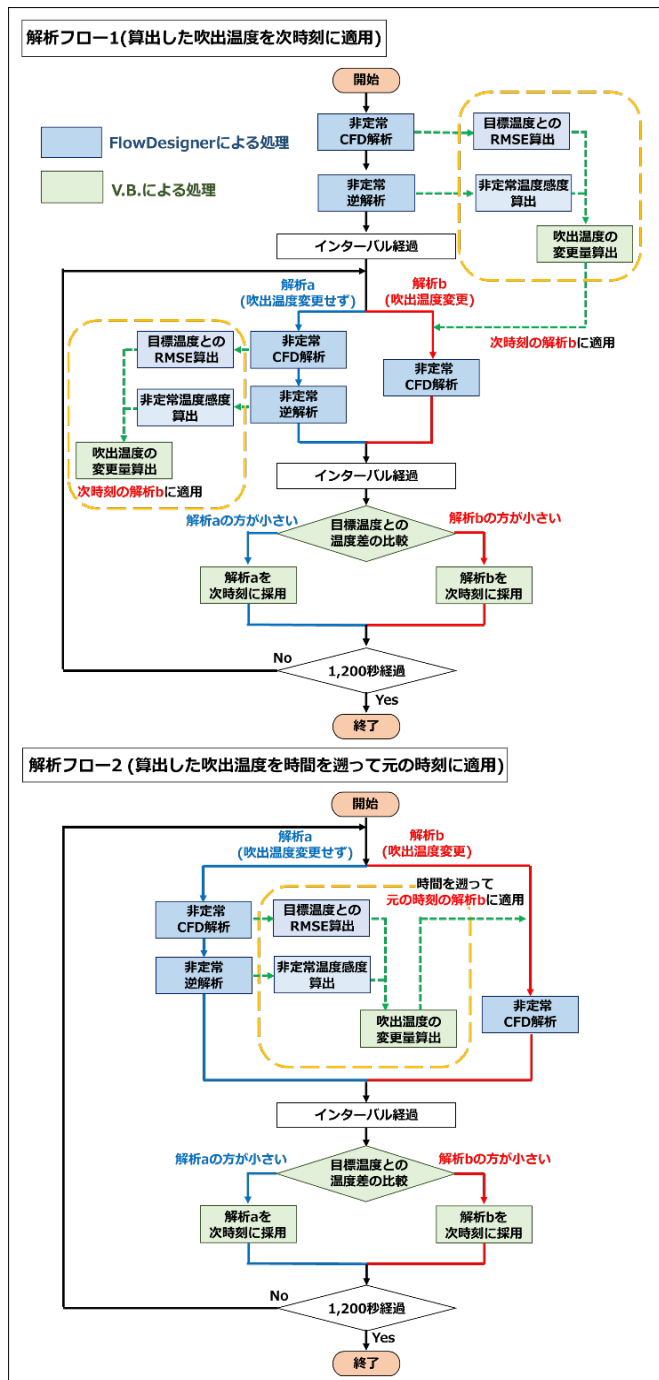 解析フロー1(算出した吹出温度を次時刻に適用)
開始
FlowDesignerによる処理
V.B.による処理
非定常
CFD解析
目標温度との
RMSE算出
非定常
逆解析
非定常温度感度
算出
吹出温度の
変更量算出
インターバル経過
解析a
(吹出温度変更せず)
解析b
(吹出温度変更)
次時刻の解析bに適用
目標温度との
RMSE算出
非定常
CFD解析
非定常
CFD解析
非定常温度感度
算出
非定常
逆解析
吹出温度の
変更量算出
次時刻の解析bに適用
インターバル経過
解析aの方が小さい
解析bの方が小さい
目標温度との
温度差の比較
解析aを
次時刻に採用
解析bを
次時刻に採用
No
1,200秒経過
Yes
終了
解析フロー2 (算出した吹出温度を時間を遡って元の時刻に適用)
開始
解析a
(吹出温度変更せず)
解析b
(吹出温度変更)
時間を遡って
元の時刻の解析bに適用
非定常
CFD解析
目標温度との
RMSE算出
非定常
逆解析
非定常温度感度
算出
吹出温度の
変更量算出
非定常
CFD解析
インターバル経過
解析aの方が小さい
解析bの方が小さい
目標温度との
温度差の比較
解析aを
次時刻に採用
解析bを
次時刻に採用
No
1,200秒経過
Yes
終了